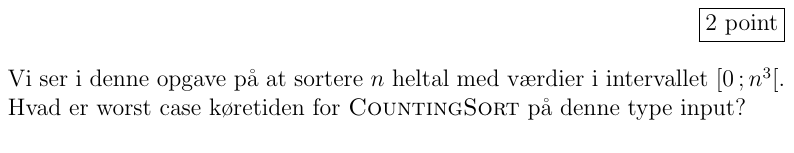 2 point
Vi ser i denne opgave på at sortere n heltal med værdier i intervallet [0 ; n³[.
Hvad er worst case køretiden for COUNTINGSORT på denne type input?